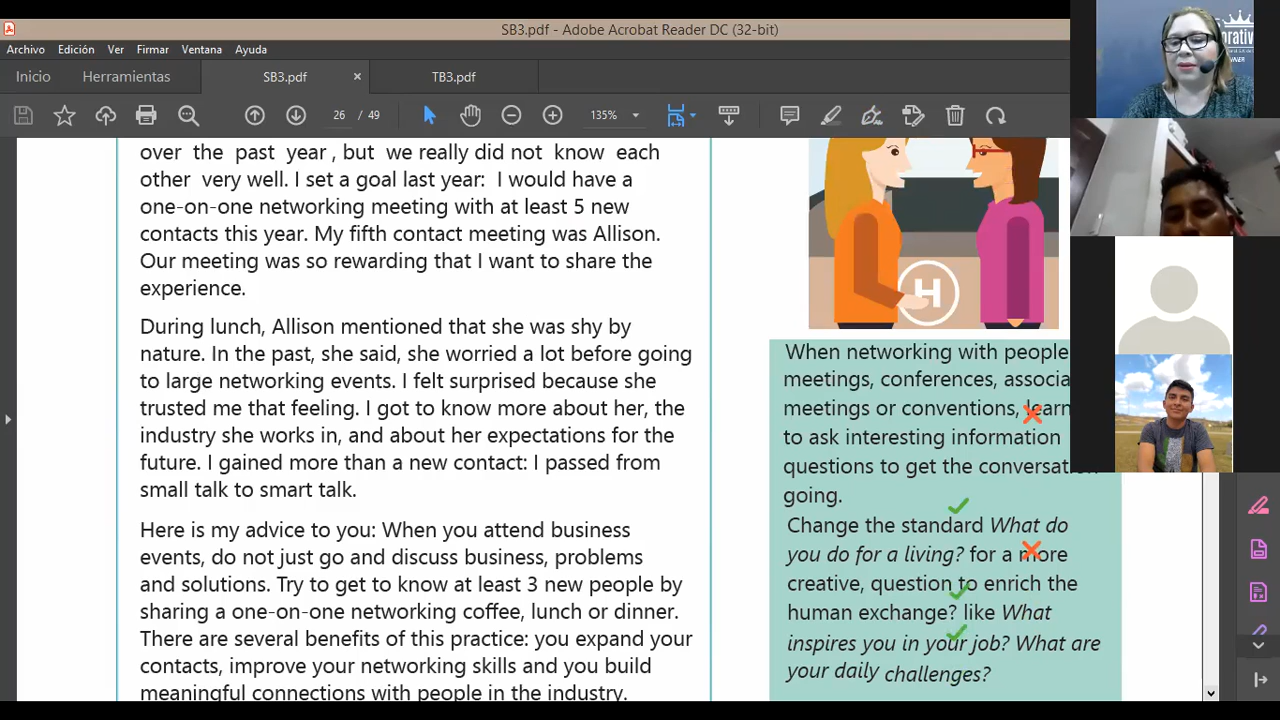 SB3.pdf - Adobe Acrobat Reader DC (32-bit)
Archivo Edición Ver Firmar Ventana Ayuda
Inicio Herramientas SB3.pdf × TB3.pdf
26 / 49 135%
over the past year , but we really did not know each
other very well. I set a goal last year: I would have a
one-on-one networking meeting with at least 5 new
contacts this year. My fifth contact meeting was Allison.
Our meeting was so rewarding that I want to share the
experience.
During lunch, Allison mentioned that she was shy by
nature. In the past, she said, she worried a lot before going
to large networking events. I felt surprised because she
trusted me that feeling. I got to know more about her, the
industry she works in, and about her expectations for the
future. I gained more than a new contact: I passed from
small talk to smart talk.
Here is my advice to you: When you attend business
events, do not just go and discuss business, problems
and solutions. Try to get to know at least 3 new people by
sharing a one-on-one networking coffee, lunch or dinner.
There are several benefits of this practice: you expand your
contacts, improve your networking skills and you build
meaningful connections with people in the industry.
H
When networking with people
meetings, conferences, associa
meetings or conventions, learn
to ask interesting information
questions to get the conversation
going.
Change the standard What do
you do for a living? for a more
creative, question to enrich the
human exchange? like What
inspires you in your job? What are
your daily challenges?